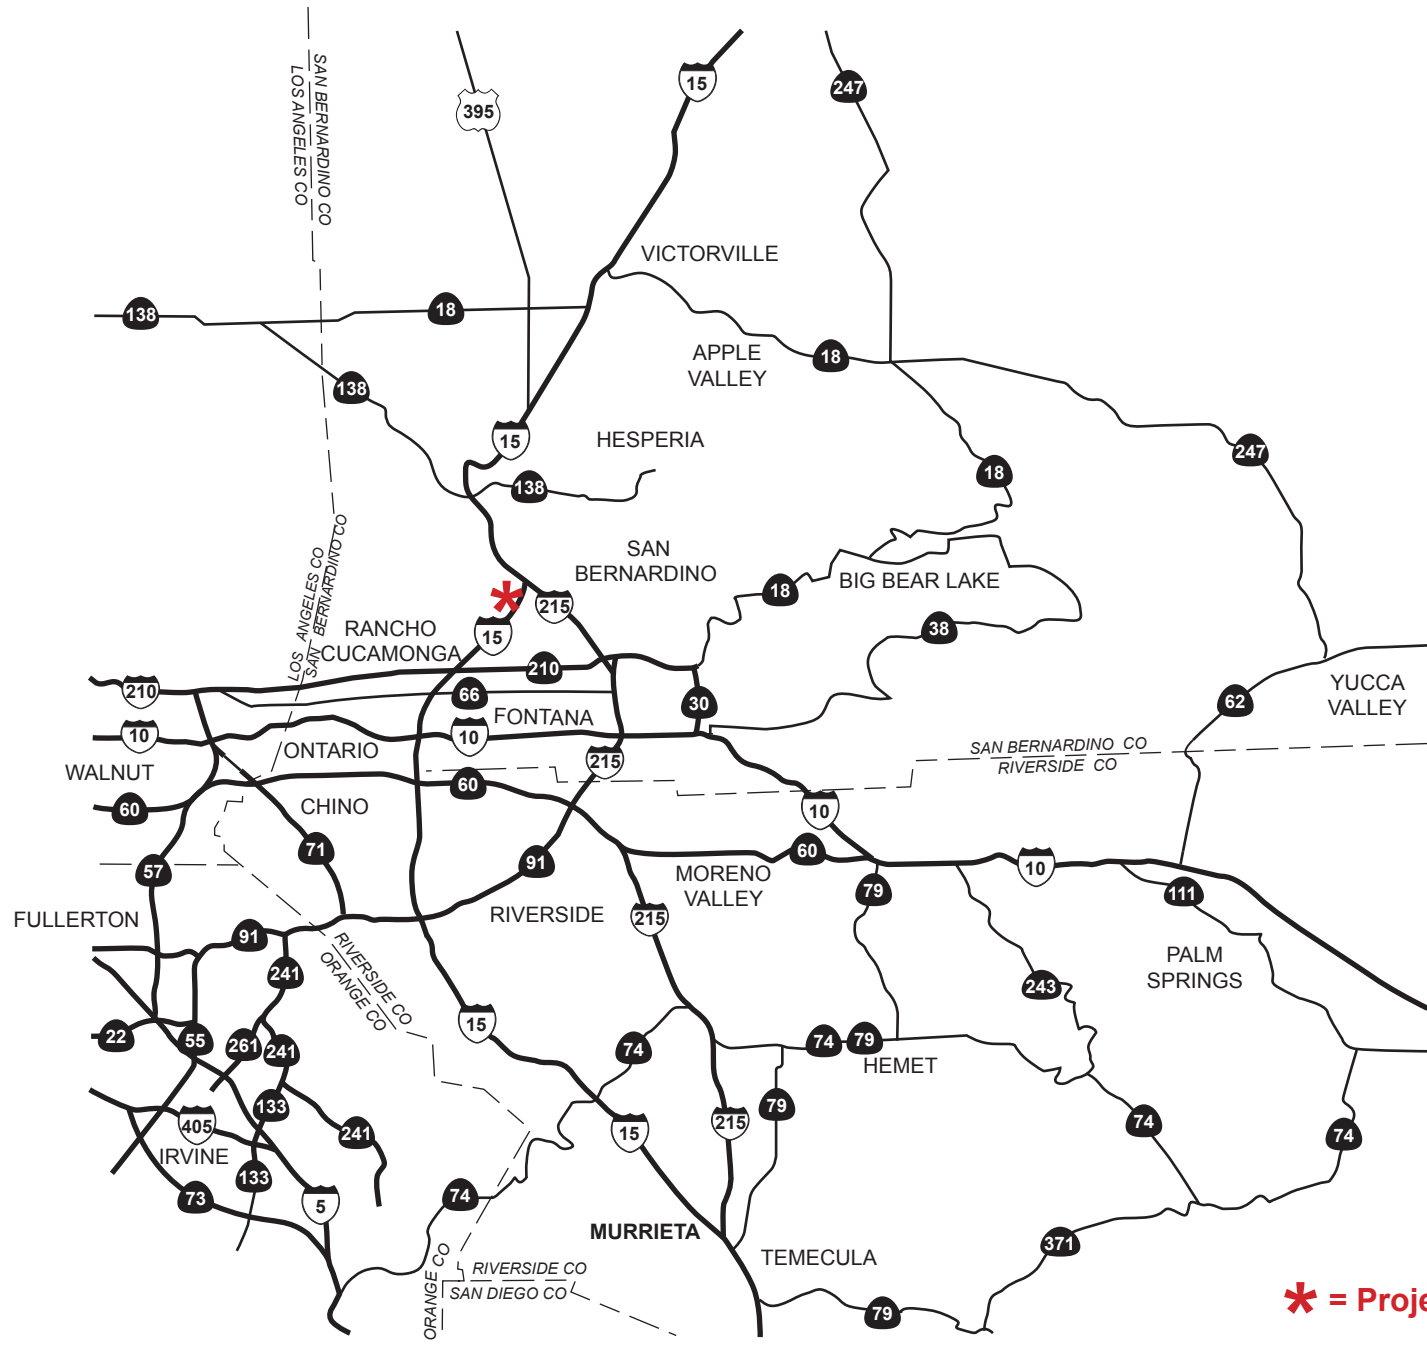 SAN BERNARDINO CO
LOS ANGELES CO
395
15
247
VICTORVILLE
138
18
APPLE
VALLEY
18
138
15
HESPERIA
247
18
138
LOS ANGELES CO
SAN BERNARDINO CO
SAN
BERNARDINO
BIG BEAR LAKE
18
*
215
15
38
RANCHO
CUCAMONGA
210
210
66
30
62
YUCCA
VALLEY
10
FONTANA
10
ONTARIO
SAN BERNARDINO CO
RIVERSIDE CO
WALNUT
215
60
60
CHINO
10
71
60
57
91
10
MORENO
VALLEY
79
111
FULLERTON
RIVERSIDE
215
91
RIVERSIDE CO
ORANGE CO
PALM
SPRINGS
241
243
15
22
55
261
241
74
74
79
HEMET
133
79
405
241
15
215
74
74
IRVINE
133
73
5
74
MURRIETA
371
TEMECULA
ORANGE CO
RIVERSIDE CO
SAN DIEGO CO
79
* = Proje